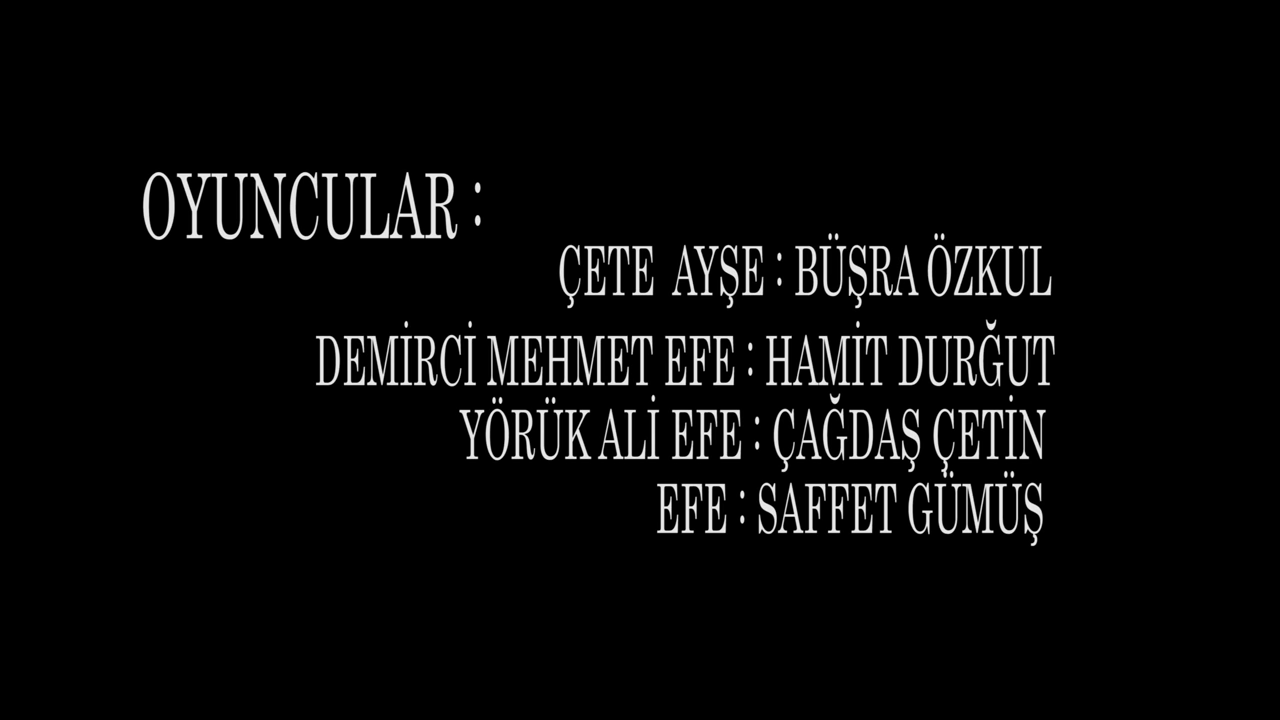 OYUNCULAR :
ÇETE AYŞE : BÜŞRA ÖZKUL
DEMİRCİ MEHMET EFE : HAMİT DURĞUT
YÖRÜK ALİ EFE : ÇAĞDAŞ ÇETİN
EFE : SAFFET GÜMÜŞ